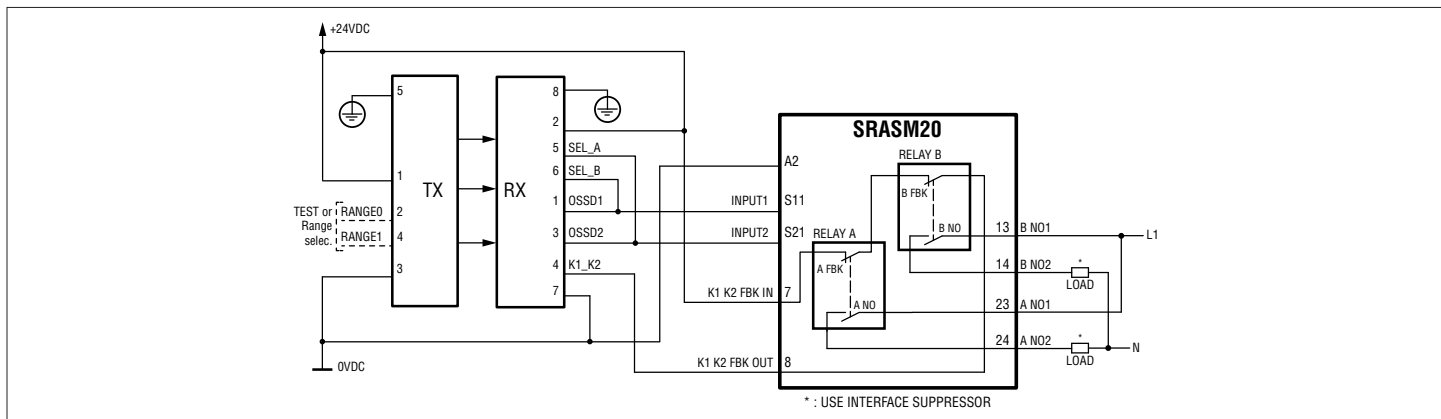 +24VDC
5
1
TEST or
Range
selec.
RANGE0
RANGE1
2
4
3
TX
RX
0VDC
8
2
5 SEL_A
6 SEL_B
1 OSSD1
3 OSSD2
4 K1_K2
7
SRASM20
A2
INPUT1 S11
INPUT2 S21
K1 K2 FBK IN 7
K1 K2 FBK OUT 8
RELAY A
A FBK
A NO
RELAY B
B FBK
B NO
13 B NO1
14 B NO2
23 A NO1
24 A NO2
L1
*
LOAD
*
LOAD
N
* : USE INTERFACE SUPPRESSOR